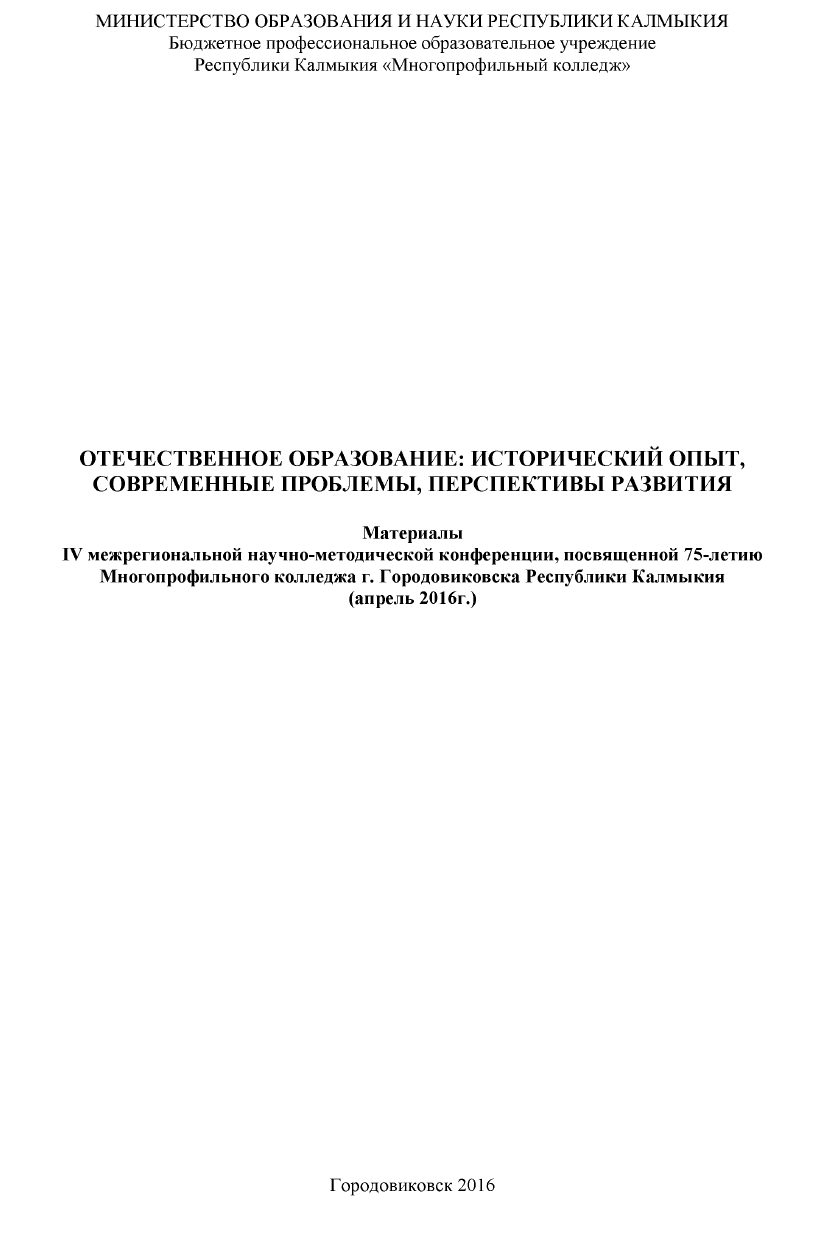 МИНИСТЕРСТВО ОБРАЗОВАНИЯ И НАУКИ РЕСПУБЛИКИ КАЛМЫКИЯ
Бюджетное профессиональное образовательное учреждение
Республики Калмыкия «Многопрофильный колледж»
ОТЕЧЕСТВЕННОЕ ОБРАЗОВАНИЕ: ИСТОРИЧЕСКИЙ ОПЫТ,
СОВРЕМЕННЫЕ ПРОБЛЕМЫ, ПЕРСПЕКТИВЫ РАЗВИТИЯ
Материалы
IV межрегиональной научно-методической конференции, посвященной 75-летию
Многопрофильного колледжа г. Городовиковска Республики Калмыкия
(апрель 2016г.)
Городовиковск 2016